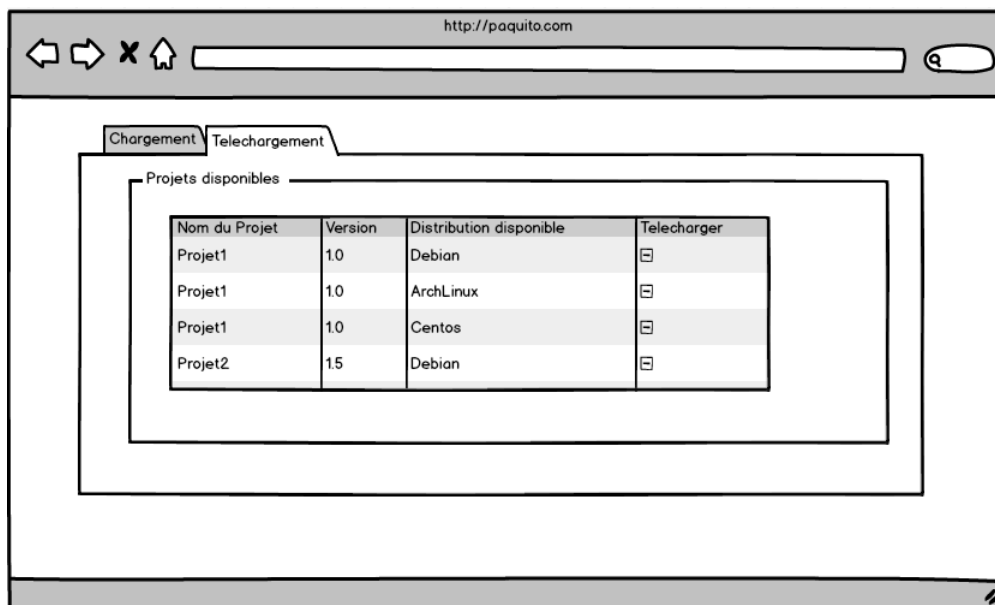 http://paquito.com
Chargement Telechargement
Projets disponibles
Nom du Projet Version Distribution disponible Telecharger
Projet1 1.0 Debian
Projet1 1.0 ArchLinux
Projet1 1.0 Centos
Projet2 1.5 Debian